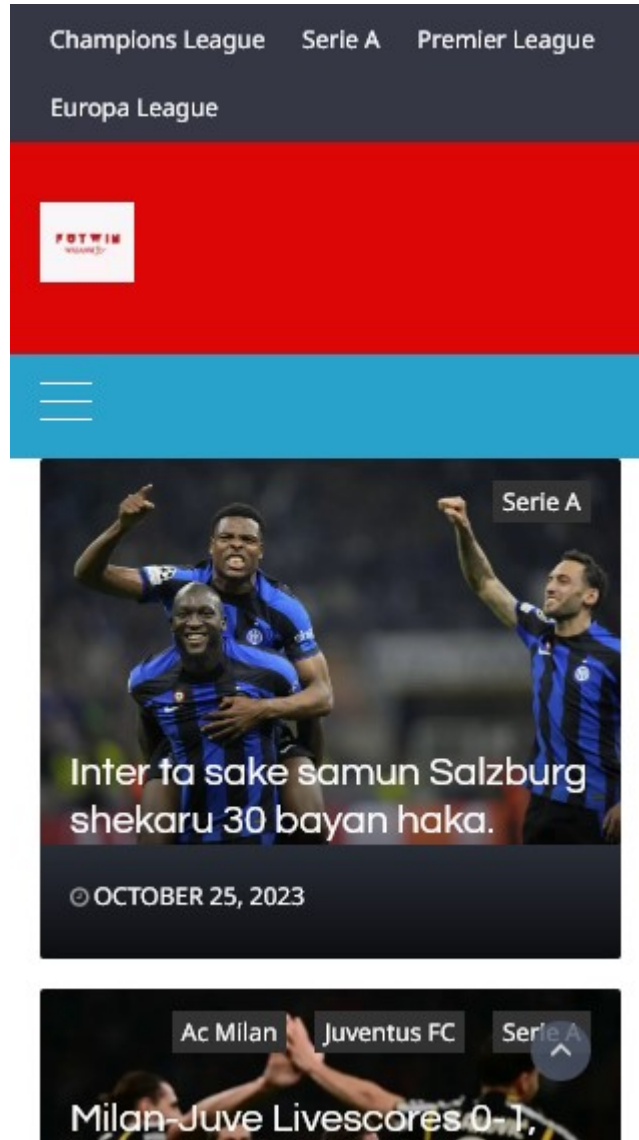 Champions League Serie A Premier League
Europa League
FOTWIN
Serie A
Inter ta sake samun Salzburg
shekaru 30 bayan haka.
OCTOBER 25, 2023
Ac Milan Juventus FC Serie A
Milan-Juve Livescores 0-1,